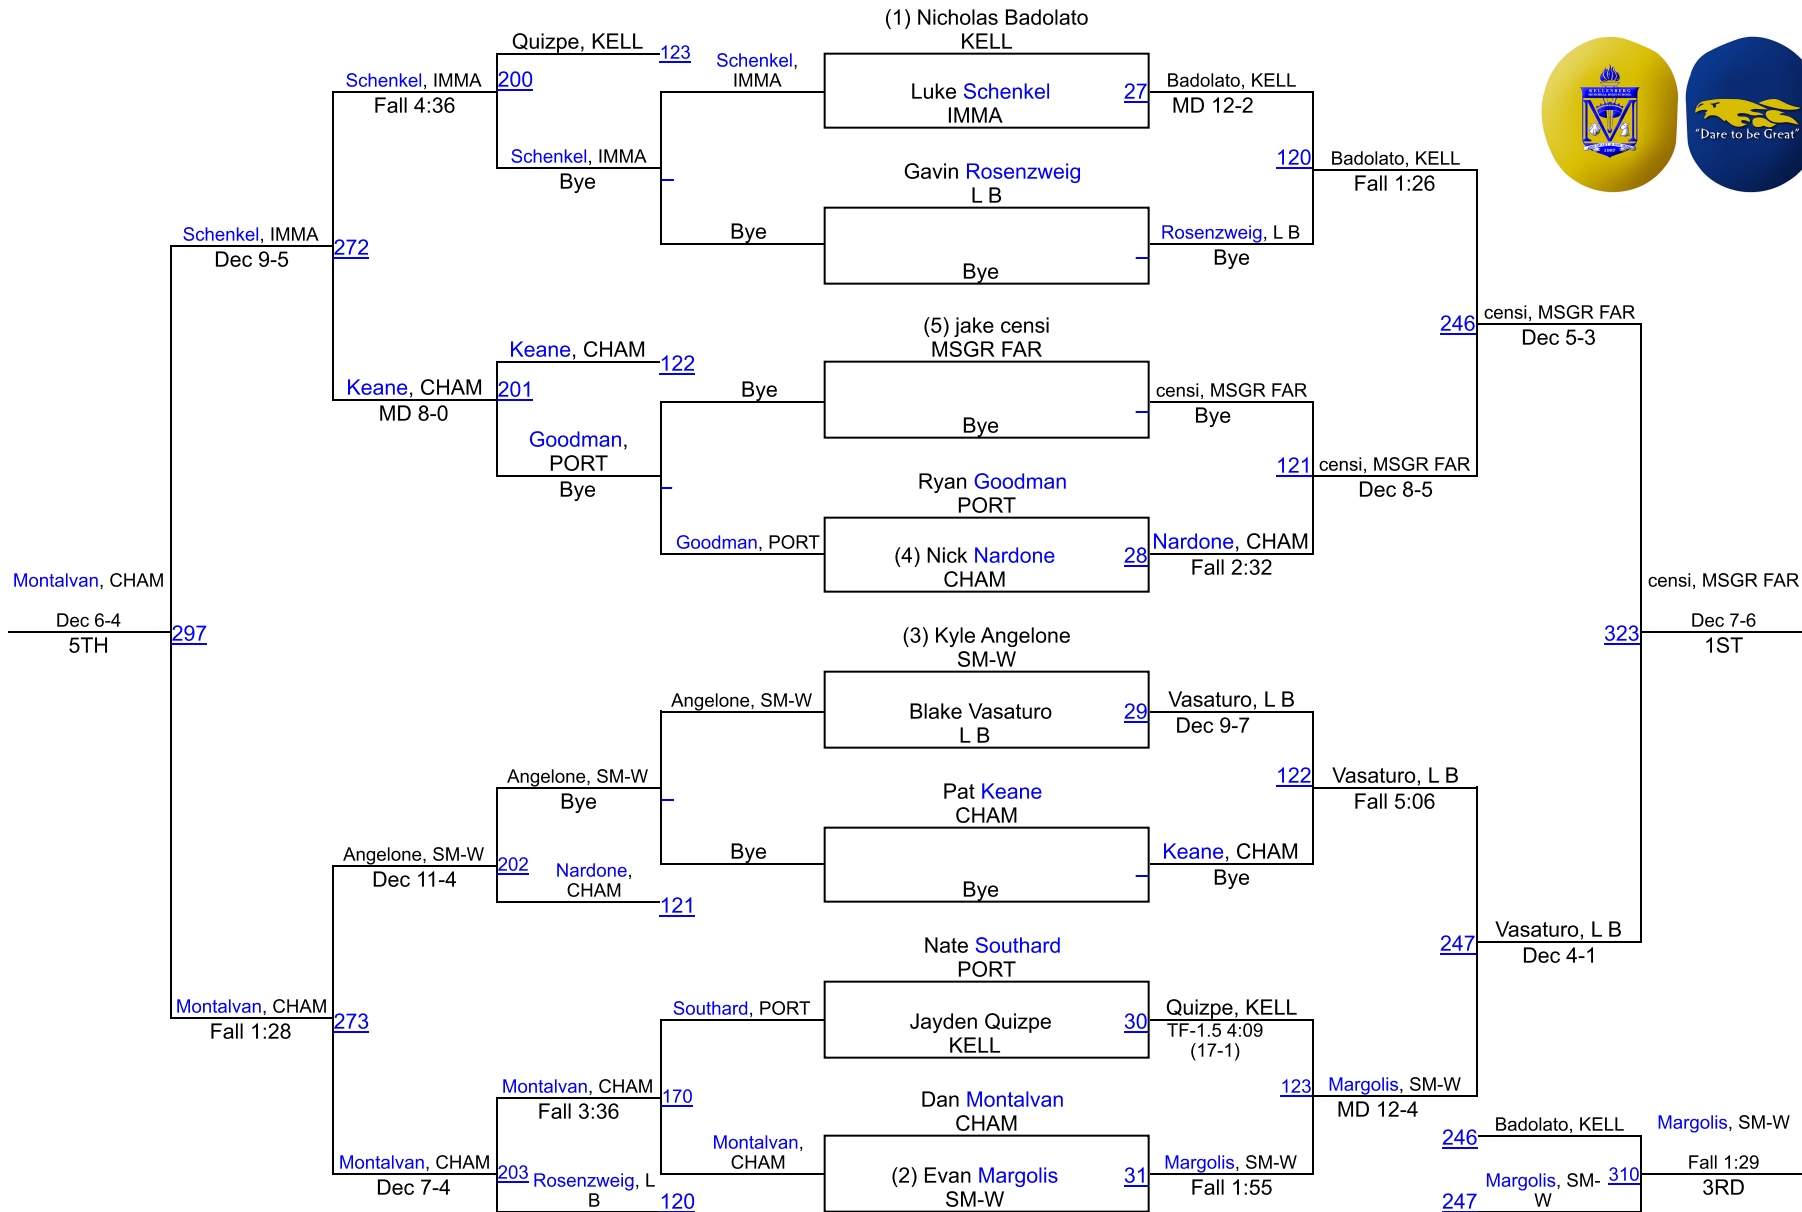 (1) Nicholas Badolato
KELL
Quizpe, KELL
123
Schenkel,
IMMA
Schenkel, IMMA
200
Fall 4:36
Luke Schenkel
27
IMMA
Badolato, KELL
MD 12-2
KELLENBERG
"Dare to be Great"
1987
Schenkel, IMMA
Bye
Gavin Rosenzweig
L B
120
Badolato, KELL
Fall 1:26
Schenkel, IMMA
Dec 9-5
272
Bye
Rosenzweig, L B
Bye
Bye
(5) jake censi
MSGR FAR
246
censi, MSGR FAR
Dec 5-3
Keane, CHAM
122
Keane, CHAM
201
MD 8-0
Bye
censi, MSGR FAR
Bye
Bye
Goodman,
PORT
Bye
Ryan Goodman
PORT
121
censi, MSGR FAR
Dec 8-5
Goodman, PORT
(4) Nick Nardone
28
CHAM
Nardone, CHAM
Fall 2:32
Montalvan, CHAM
Dec 6-4
5TH
297
censi, MSGR FAR
323
Dec 7-6
1ST
(3) Kyle Angelone
SM-W
Angelone, SM-W
Blake Vasaturo
29
L B
Vasaturo, L B
Dec 9-7
Angelone, SM-W
Bye
Pat Keane
CHAM
122
Vasaturo, L B
Fall 5:06
Angelone, SM-W
Dec 11-4
202
Nardone,
CHAM
121
Bye
Bye
Keane, CHAM
Bye
Nate Southard
PORT
247
Vasaturo, L B
Dec 4-1
Montalvan, CHAM
Fall 1:28
273
Southard, PORT
Jayden Quizpe
30
KELL
Quizpe, KELL
TF-1.5 4:09
(17-1)
Montalvan, CHAM
Fall 3:36
170
Dan Montalvan
CHAM
123
Margolis, SM-W
MD 12-4
Montalvan, CHAM
Dec 7-4
203
Rosenzweig, L
B
120
Montalvan,
CHAM
(2) Evan Margolis
31
SM-W
Margolis, SM-W
Fall 1:55
246
Badolato, KELL
Margolis, SM-W
247
Margolis, SM-
W
310
Fall 1:29
3RD